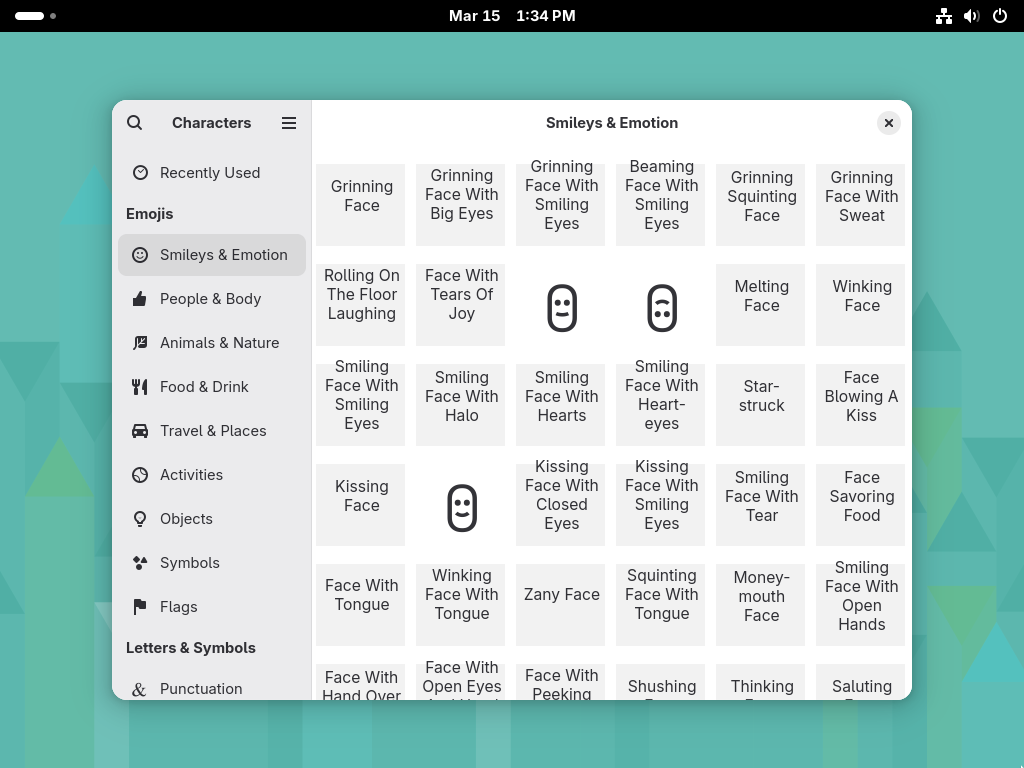 Mar 15 1:34 PM
Characters
Smileys & Emotion
Recently Used
Emojis
Smileys & Emotion
People & Body
Animals & Nature
Food & Drink
Travel & Places
Activities
Objects
Symbols
Flags
Letters & Symbols
Punctuation
Grinning
Face
Grinning
Face With
Big Eyes
Grinning
Face With
Smiling
Eyes
Beaming
Face With
Smiling
Eyes
Grinning
Squinting
Face
Grinning
Face With
Sweat
Rolling On
The Floor
Laughing
Face With
Tears Of
Joy
Melting
Face
Winking
Face
Smiling
Face With
Smiling
Eyes
Smiling
Face With
Halo
Smiling
Face With
Hearts
Smiling
Face With
Heart-
eyes
Star-
struck
Face
Blowing A
Kiss
Kissing
Face
Kissing
Face With
Closed
Eyes
Kissing
Face With
Smiling
Eyes
Smiling
Face With
Tear
Face
Savoring
Food
Face With
Tongue
Winking
Face With
Tongue
Zany Face
Squinting
Face With
Tongue
Money-
mouth
Face
Smiling
Face With
Open
Hands
Face With
Hand Over
Face With
Open Eyes
Face With
Peeking
Shushing
Thinking
Saluting